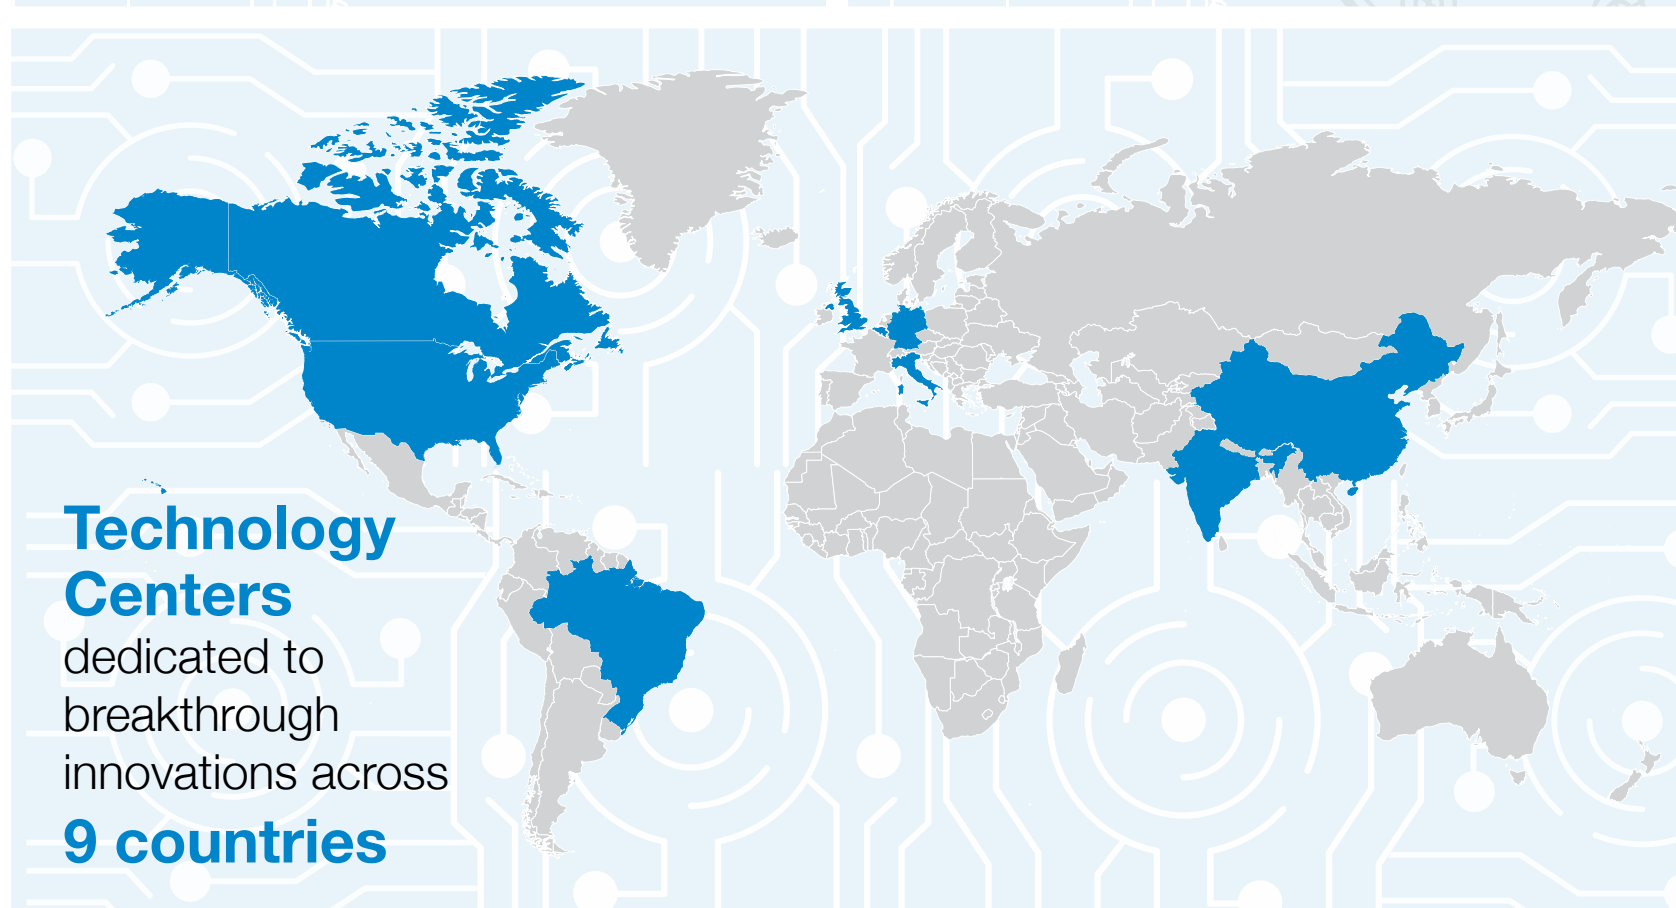 Technology
Centers
dedicated to
breakthrough
innovations across
9 countries